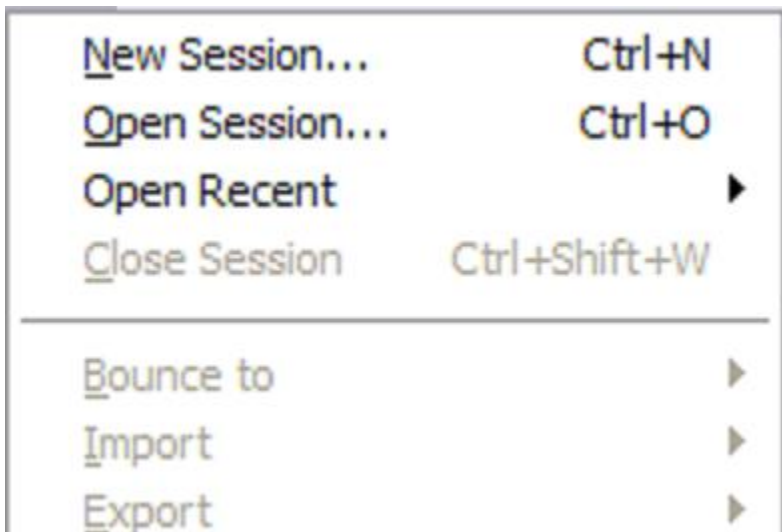 New Session... Ctrl+N
Open Session... Ctrl+O
Open Recent
Close Session Ctrl+Shift+W
Bounce to
Import
Export